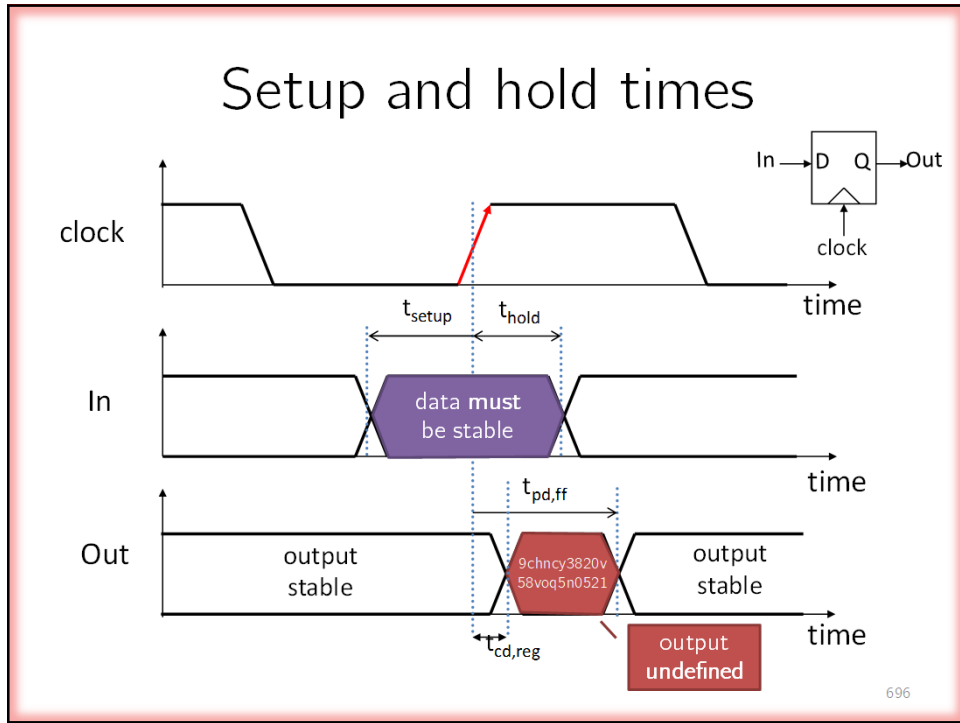 Setup and hold times
In
D
Q
Out
clock
clock
time
t_setup
t_hold
In
data must
be stable
time
t_pd,ff
Out
output
stable
9chncy3820v
58voq5n0521
output
stable
time
t_cd,reg
output
undefined
696